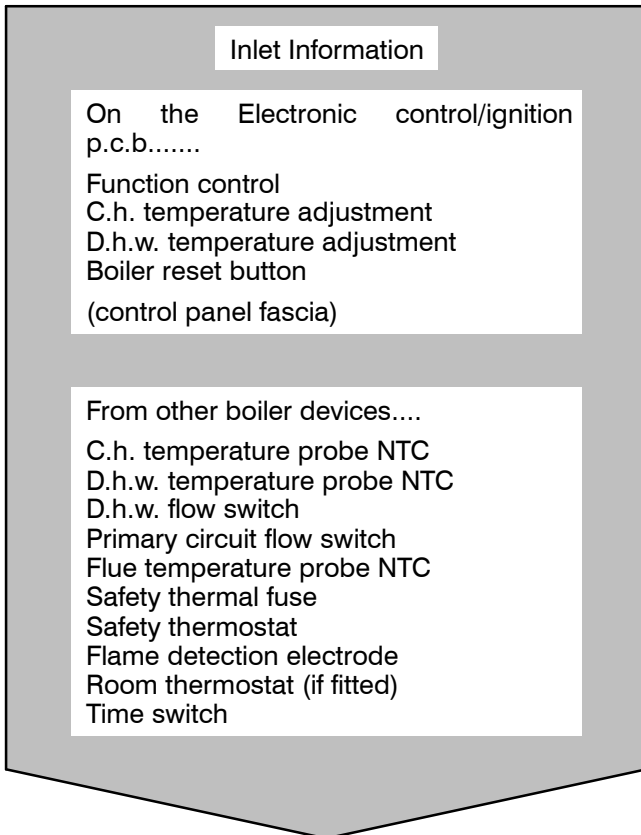 Inlet Information
On the Electronic control/ignition
p.c.b.......
Function control
C.h. temperature adjustment
D.h.w. temperature adjustment
Boiler reset button
(control panel fascia)
From other boiler devices....
C.h. temperature probe NTC
D.h.w. temperature probe NTC
D.h.w. flow switch
Primary circuit flow switch
Flue temperature probe NTC
Safety thermal fuse
Safety thermostat
Flame detection electrode
Room thermostat (if fitted)
Time switch